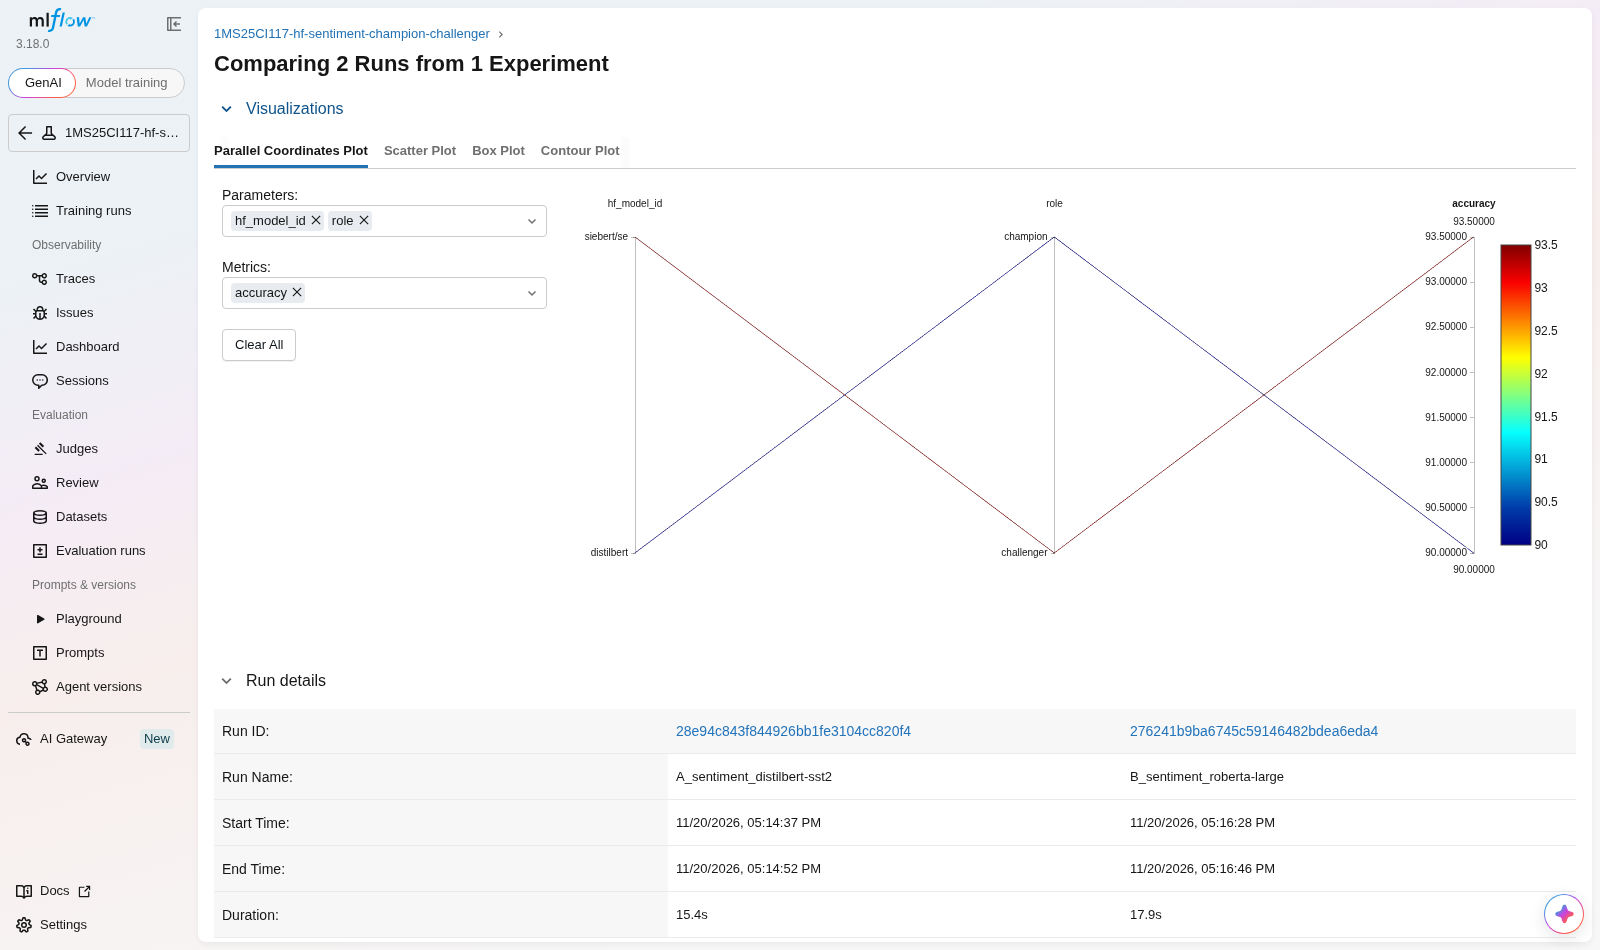 mlflow
3.18.0
GenAI
Model training
1MS25CI117-hf-s...
Overview
Training runs
Observability
Traces
Issues
Dashboard
Sessions
Evaluation
Judges
Review
Datasets
Evaluation runs
Prompts & versions
Playground
Prompts
Agent versions
AI Gateway New
Docs
Settings
1MS25CI117-hf-sentiment-champion-challenger
Comparing 2 Runs from 1 Experiment
Visualizations
Parallel Coordinates Plot Scatter Plot Box Plot Contour Plot
Parameters:
hf_model_id role
Metrics:
accuracy
Clear All
hf_model_id
siebert/se
distilbert
role
champion
challenger
accuracy
93.50000
93.50000
93.00000
92.50000
92.00000
91.50000
91.00000
90.50000
90.00000
90.00000
93.5
93
92.5
92
91.5
91
90.5
90
Run details
Run ID: 28e94c843f844926bb1fe3104cc820f4 276241b9ba6745c59146482bdea6eda4
Run Name: A_sentiment_distilbert-sst2 B_sentiment_roberta-large
Start Time: 11/20/2026, 05:14:37 PM 11/20/2026, 05:16:28 PM
End Time: 11/20/2026, 05:14:52 PM 11/20/2026, 05:16:46 PM
Duration: 15.4s 17.9s